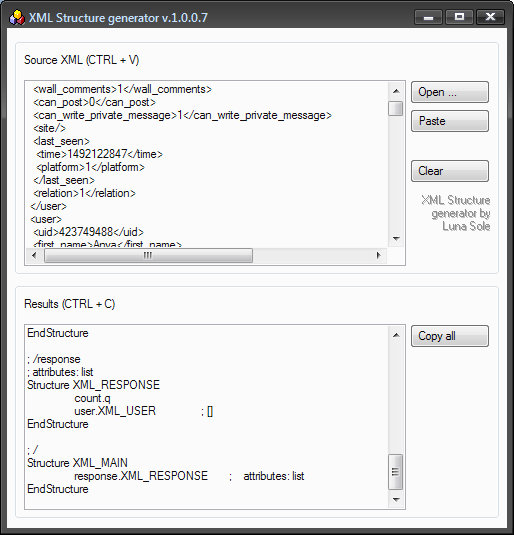 XML Structure generator v.1.0.0.7
Source XML (CTRL + V)
<wall_comments>1</wall_comments>
<can_post>0</can_post>
<can_write_private_message>1</can_write_private_message>
<site/>
<last_seen>
<time>1492122847</time>
<platform>1</platform>
</last_seen>
<relation>1</relation>
</user>
<user>
<uid>423749488</uid>
<first_name>Anya</first_name>
Open ...
Paste
Clear
XML Structure
generator by
Luna Sole
Results (CTRL + C)
EndStructure
; /response
; attributes: list
Structure XML_RESPONSE
count.q
user.XML_USER ; []
EndStructure
; /
Structure XML_MAIN
response.XML_RESPONSE ; attributes: list
EndStructure
Copy all